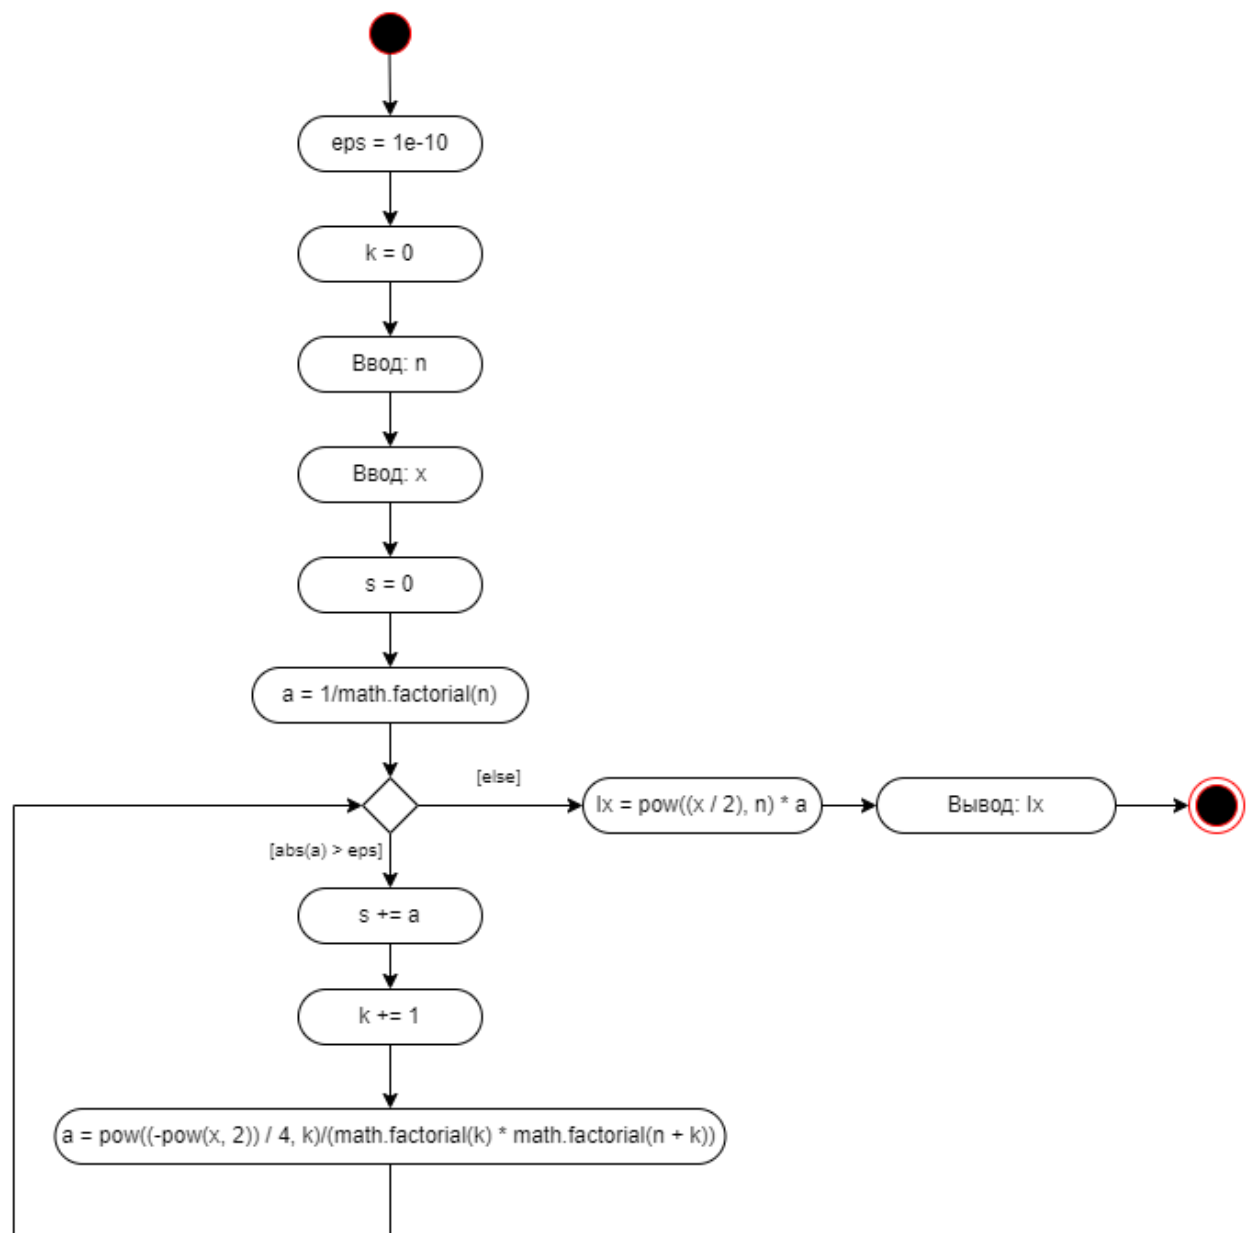 eps = 1e-10
k = 0
Ввод: n
Ввод: x
s = 0
a = 1/math.factorial(n)
[else]
Ix = pow((x / 2), n) * a
Вывод: Ix
[abs(a) > eps]
s += a
k += 1
a = pow((-pow(x, 2)) / 4, k)/(math.factorial(k) * math.factorial(n + k))